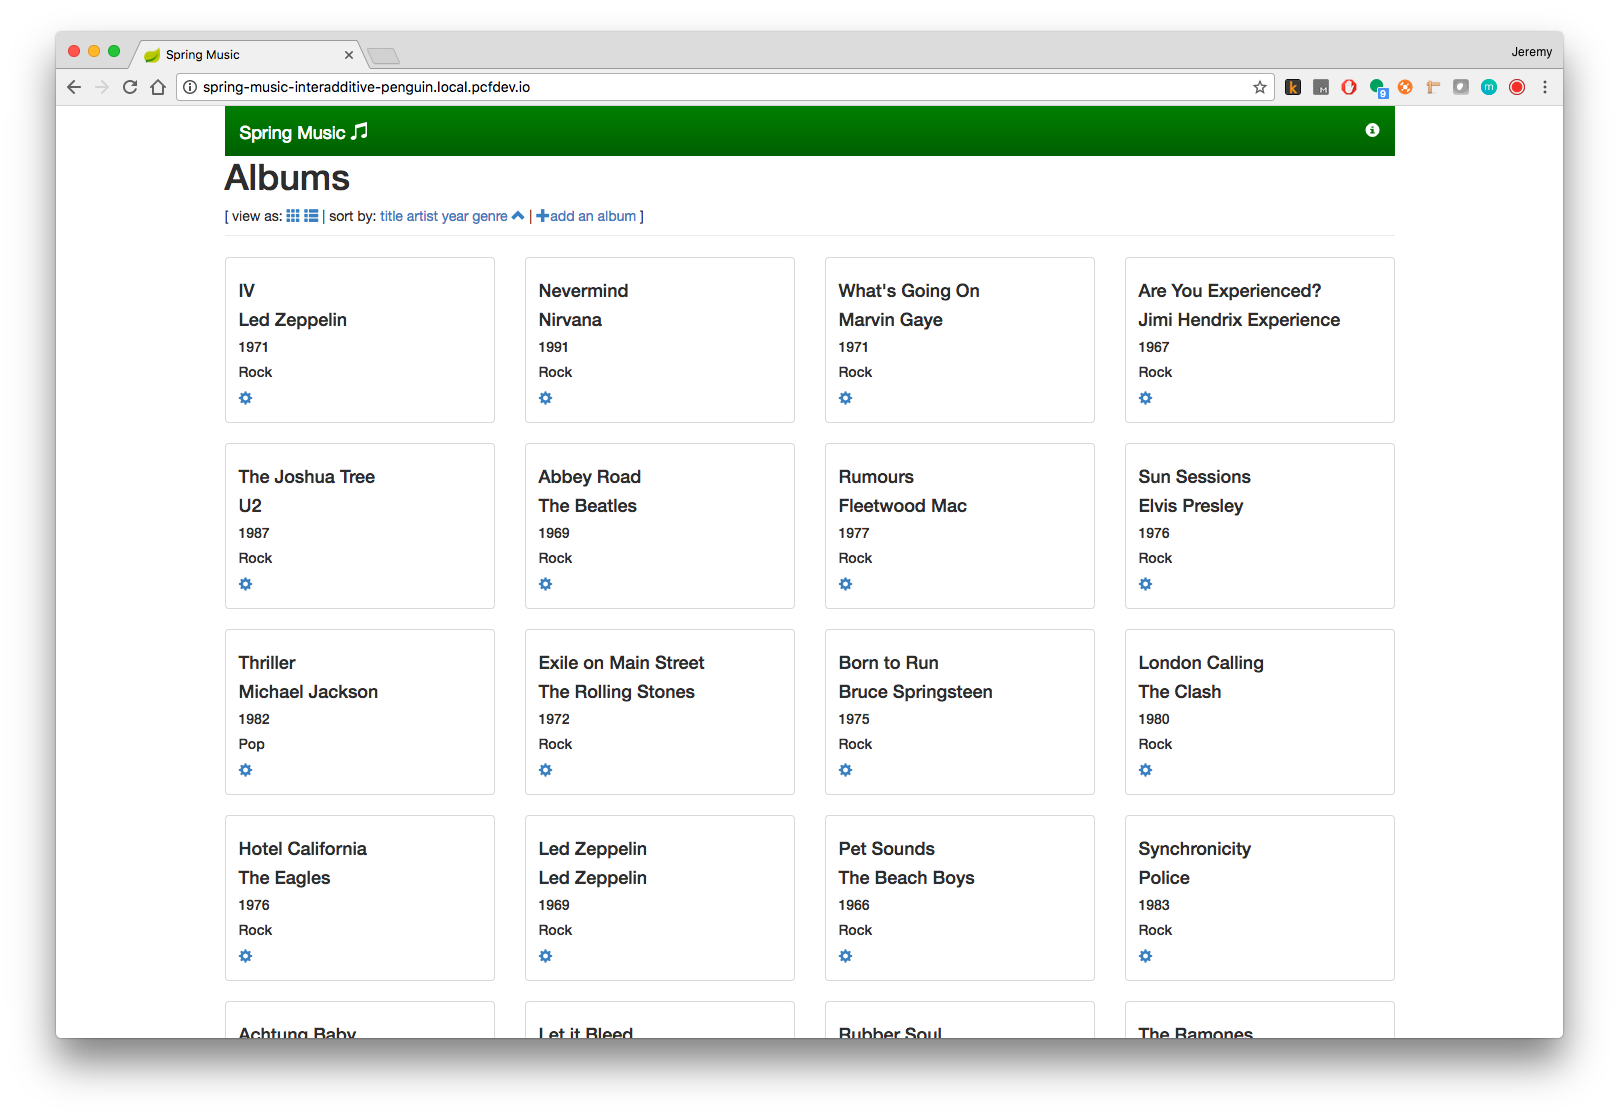 Spring Music
Jeremy
spring-music-interadditive-penguin.local.pcfdev.io
k
M
9
m
Spring Music
Albums
[ view as: | sort by: title artist year genre | add an album ]
IV
Led Zeppelin
1971
Rock
Nevermind
Nirvana
1991
Rock
What's Going On
Marvin Gaye
1971
Rock
Are You Experienced?
Jimi Hendrix Experience
1967
Rock
The Joshua Tree
U2
1987
Rock
Abbey Road
The Beatles
1969
Rock
Rumours
Fleetwood Mac
1977
Rock
Sun Sessions
Elvis Presley
1976
Rock
Thriller
Michael Jackson
1982
Pop
Exile on Main Street
The Rolling Stones
1972
Rock
Born to Run
Bruce Springsteen
1975
Rock
London Calling
The Clash
1980
Rock
Hotel California
The Eagles
1976
Rock
Led Zeppelin
Led Zeppelin
1969
Rock
Pet Sounds
The Beach Boys
1966
Rock
Synchronicity
Police
1983
Rock
Achtung Baby
Let it Bleed
Rubber Soul
The Ramones